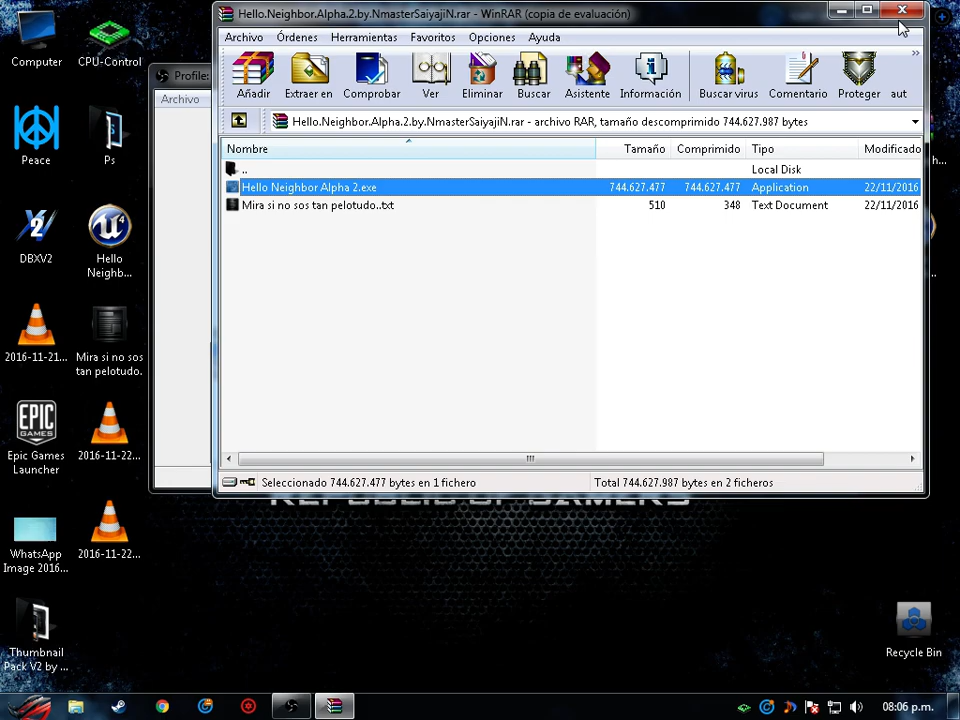 Hello.Neighbor.Alpha.2.by.NmasterSaiyajiN.rar - WinRAR (copia de evaluación)
Archivo Órdenes Herramientas Favoritos Opciones Ayuda
Añadir Extraer en Comprobar Ver Eliminar Buscar Asistente Información Buscar virus Comentario Proteger aut
Hello.Neighbor.Alpha.2.by.NmasterSaiyajiN.rar - archivo RAR, tamaño descomprimido 744.627.987 bytes
Nombre Tamaño Comprimido Tipo Modificado
.. Local Disk
Hello Neighbor Alpha 2.exe 744.627.477 744.627.477 Application 22/11/2016
Mira si no sos tan pelotudo..txt 510 348 Text Document 22/11/2016
Seleccionado 744.627.477 bytes en 1 fichero Total 744.627.987 bytes en 2 ficheros
Profile:
Archivo
Computer
CPU-Control
Peace
Ps
DBXV2
Hello
Neighb...
2016-11-21...
Mira si no sos
tan pelotudo.
EPIC
GAMES
Epic Games
Launcher
2016-11-22...
WhatsApp
Image 2016...
2016-11-22...
Thumbnail
Pack V2 by ...
h...
Recycle Bin
08:06 p.m.